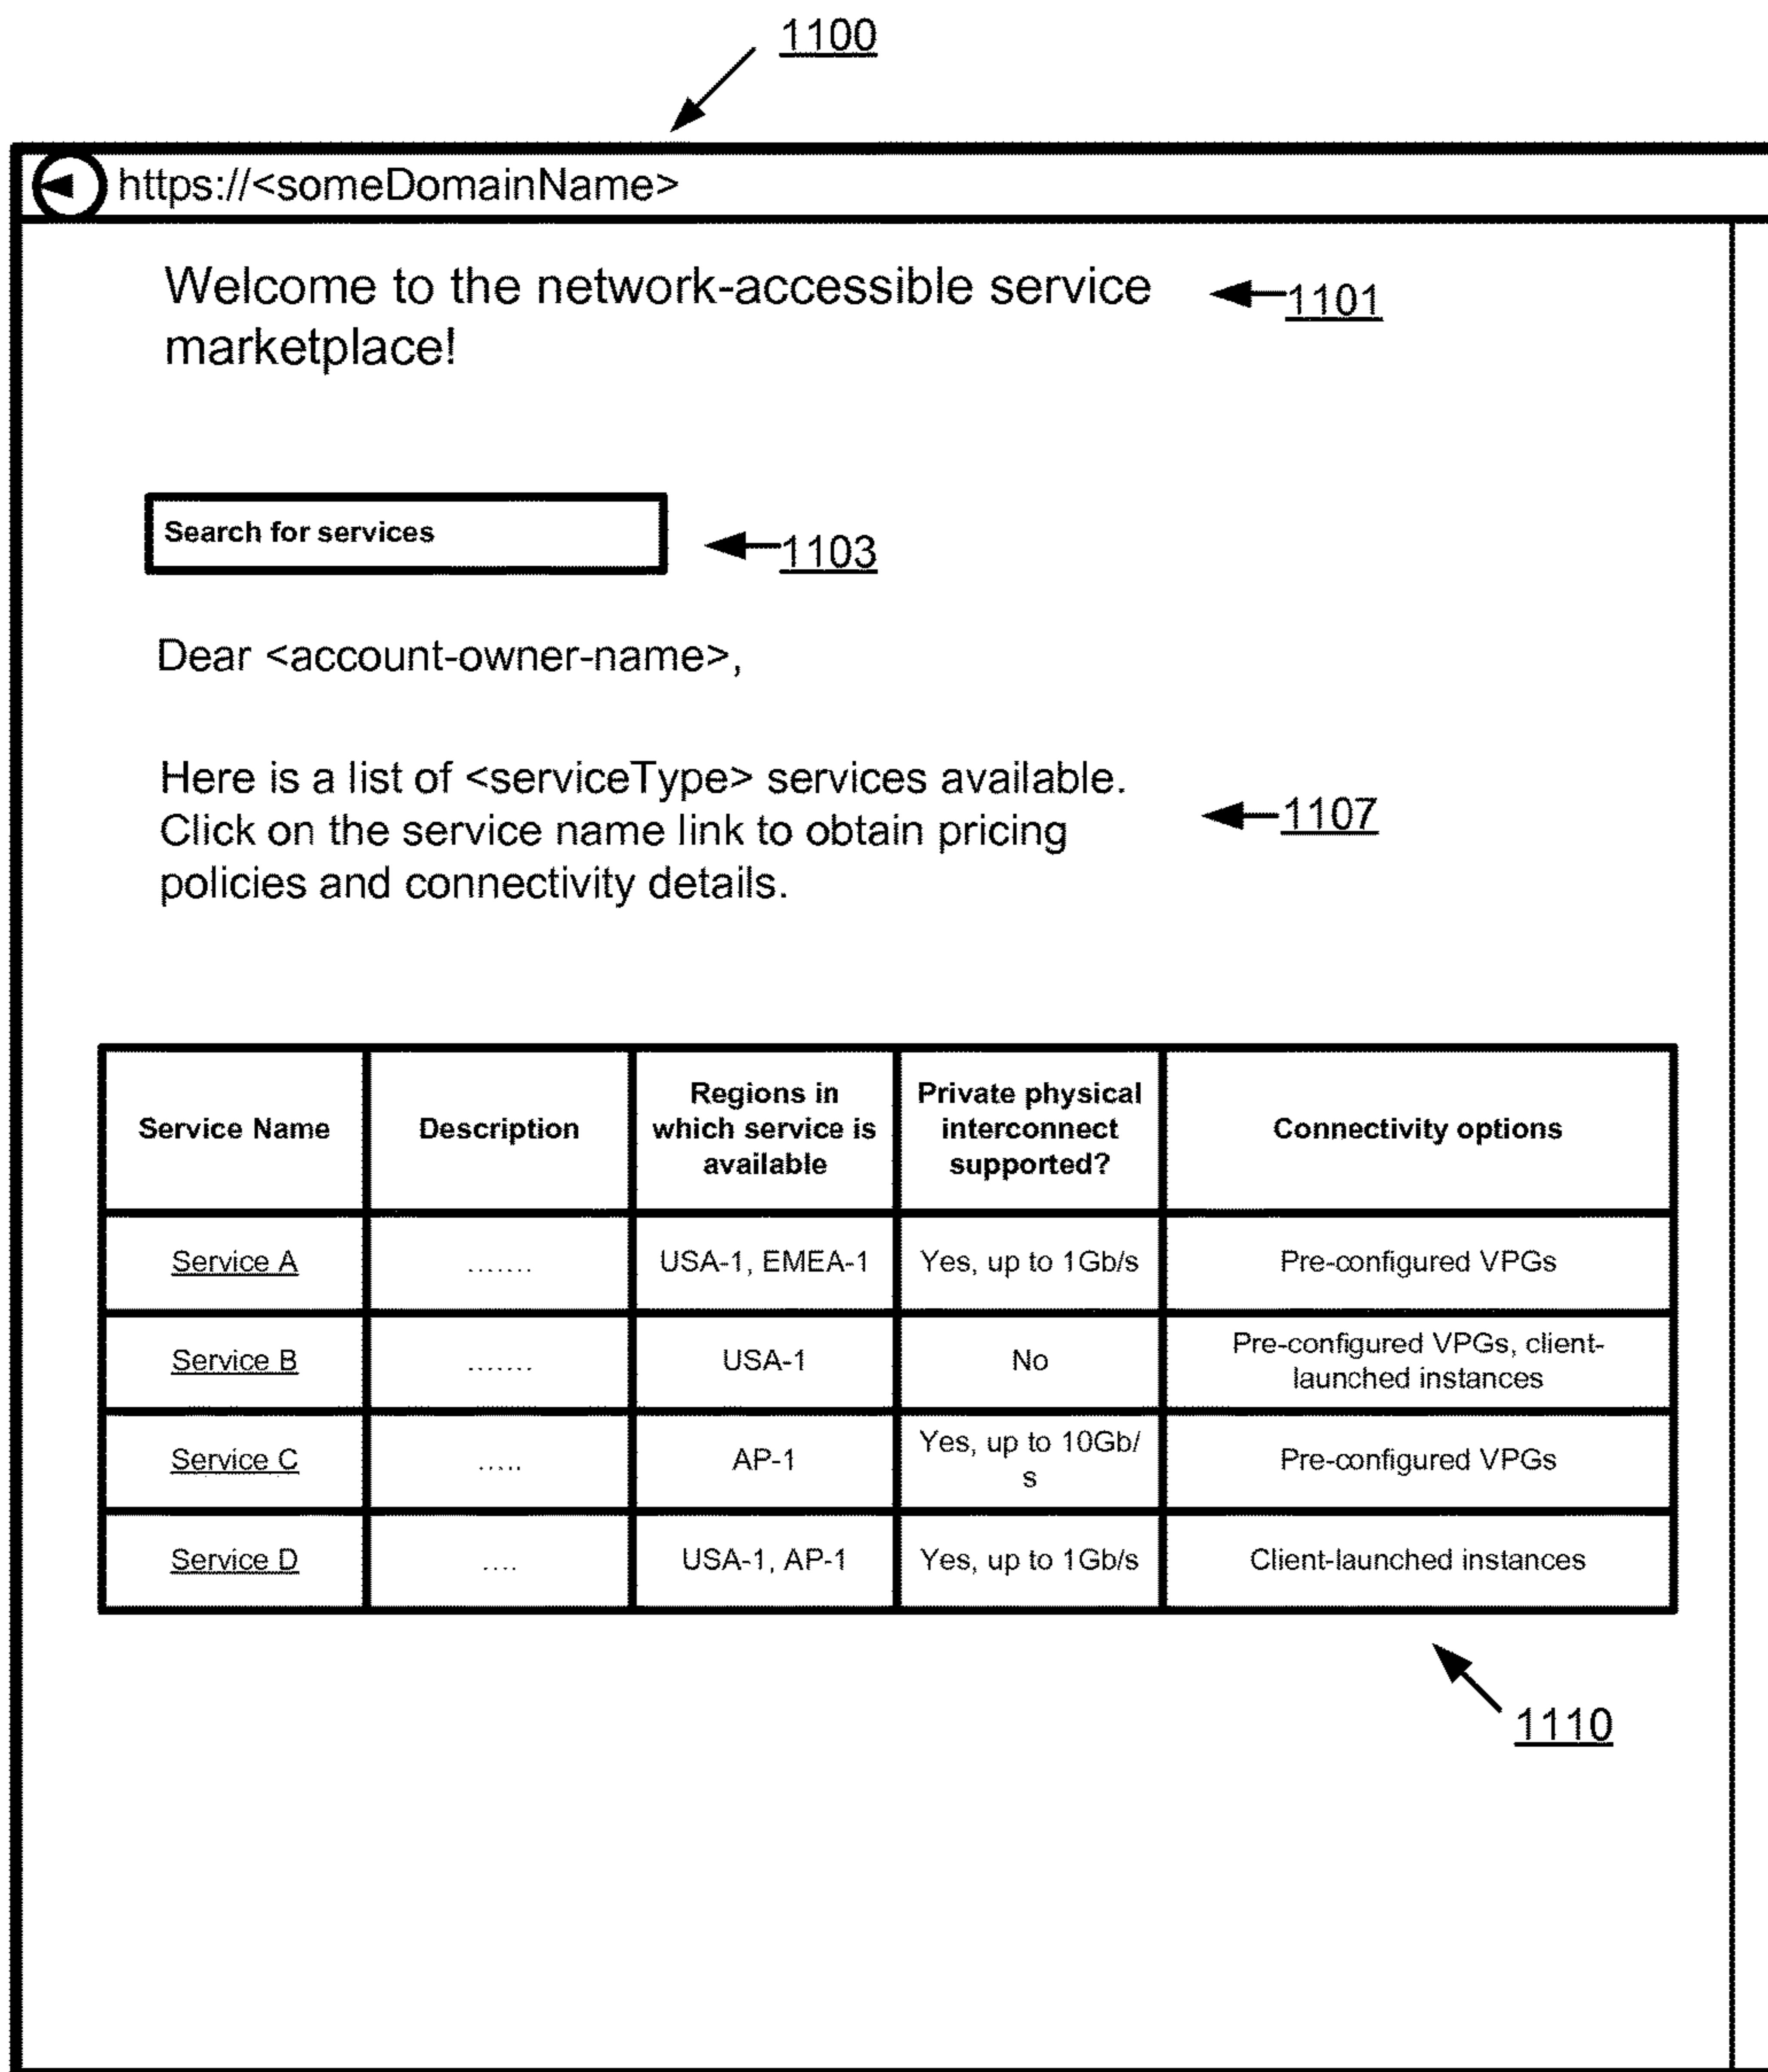 1100
https://<someDomainName>
Welcome to the network-accessible service
marketplace!
1101
Search for services
1103
Dear <account-owner-name>,
Here is a list of <serviceType> services available.
Click on the service name link to obtain pricing
policies and connectivity details.
1107
Service Name
Description
Regions in
which service is
available
Private physical
interconnect
supported?
Connectivity options
Service A
.......
USA-1, EMEA-1
Yes, up to 1Gb/s
Pre-configured VPGs
Service B
.......
USA-1
No
Pre-configured VPGs, client-
launched instances
Service C
.....
AP-1
Yes, up to 10Gb/
s
Pre-configured VPGs
Service D
....
USA-1, AP-1
Yes, up to 1Gb/s
Client-launched instances
1110